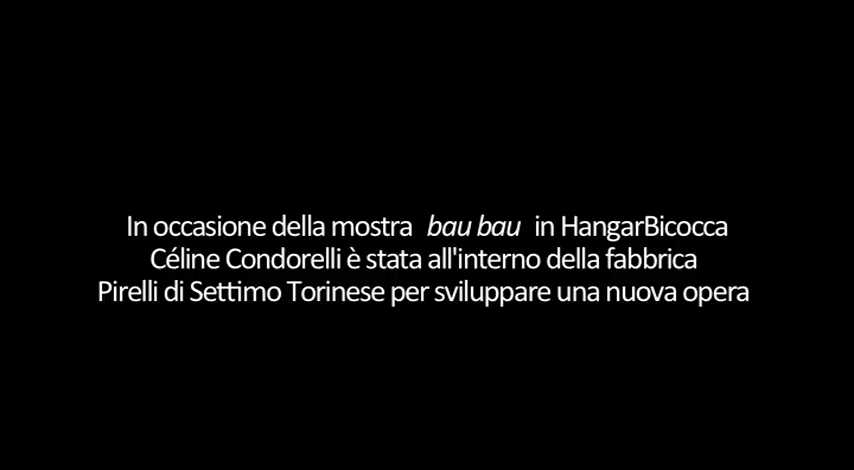 In occasione della mostra bau bau in HangarBicocca
Céline Condorelli è stata all'interno della fabbrica
Pirelli di Settimo Torinese per sviluppare una nuova opera